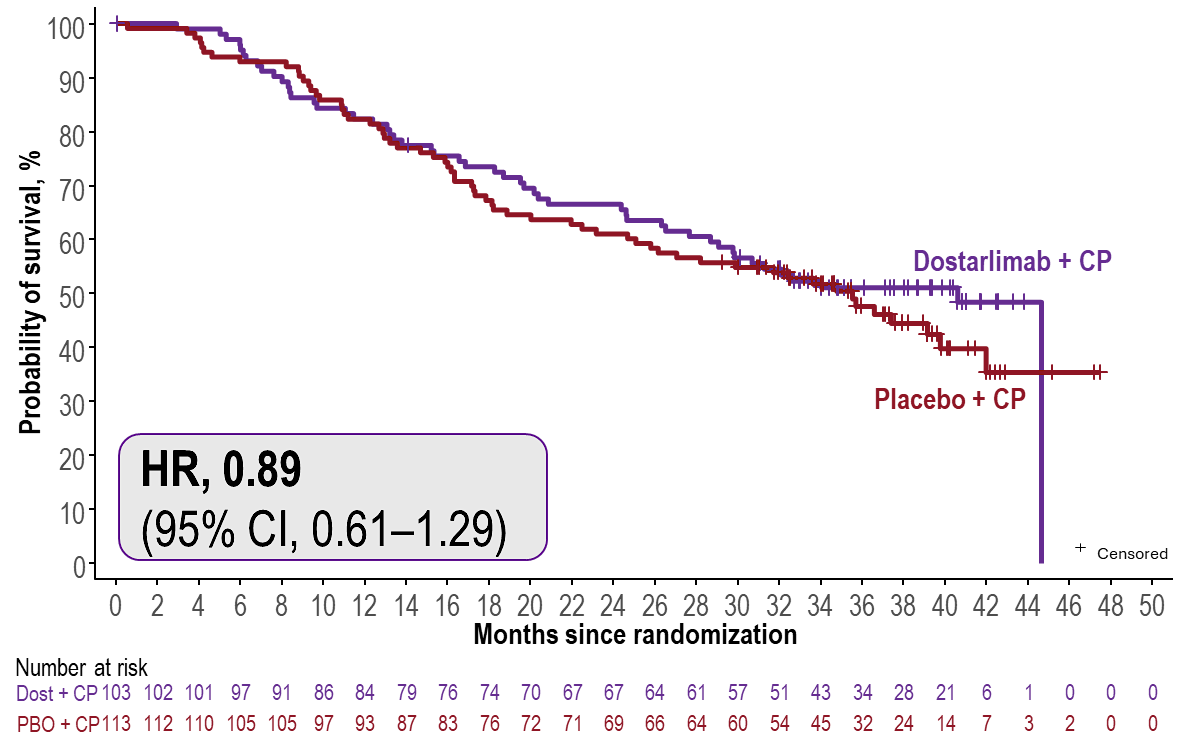 100
90
80
70
60
50
40
30
20
10
0
Probability of survival, %
Dostarlimab + CP
Placebo + CP
HR, 0.89
(95% CI, 0.61–1.29)
+ Censored
0 2 4 6 8 10 12 14 16 18 20 22 24 26 28 30 32 34 36 38 40 42 44 46 48 50
Months since randomization
Number at risk
Dost + CP 103 102 101 97 91 86 84 79 76 74 70 67 67 64 61 57 51 43 34 28 21 6 1 0 0 0
PBO + CP 113 112 110 105 105 97 93 87 83 76 72 71 69 66 64 60 54 45 32 24 14 7 3 2 0 0